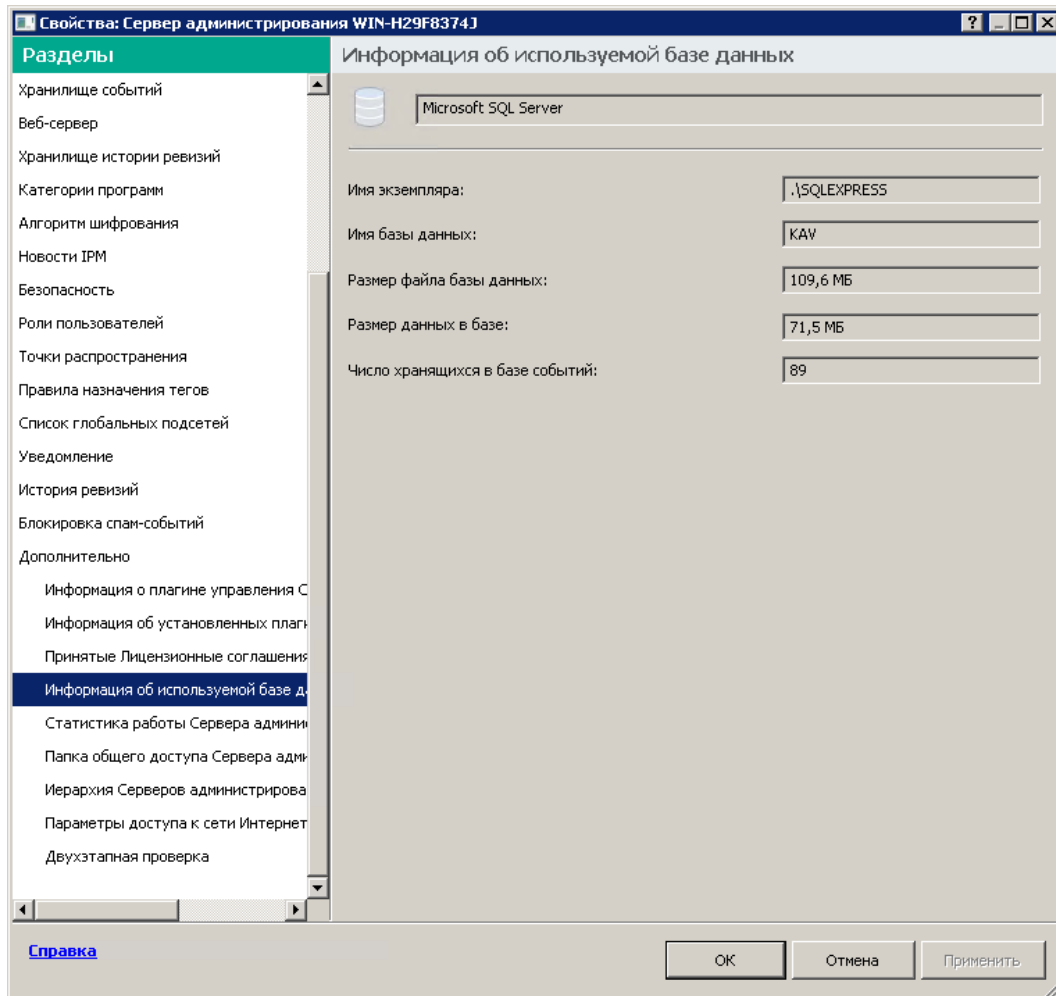 Свойства: Сервер администрирования WIN-H29F8374J
Разделы
Хранилище событий
Веб-сервер
Хранилище истории ревизий
Категории программ
Алгоритм шифрования
Новости IPM
Безопасность
Роли пользователей
Точки распространения
Правила назначения тегов
Список глобальных подсетей
Уведомление
История ревизий
Блокировка спам-событий
Дополнительно
Информация о плагине управления С
Информация об установленных плаги
Принятые Лицензионные соглашения
Информация об используемой базе да
Статистика работы Сервера админи
Папка общего доступа Сервера адми
Иерархия Серверов администрирова
Параметры доступа к сети Интернет
Двухэтапная проверка
Информация об используемой базе данных
Microsoft SQL Server
Имя экземпляра: .\SQLEXPRESS
Имя базы данных: KAV
Размер файла базы данных: 109,6 МБ
Размер данных в базе: 71,5 МБ
Число хранящихся в базе событий: 89
Справка
ОК Отмена Применить